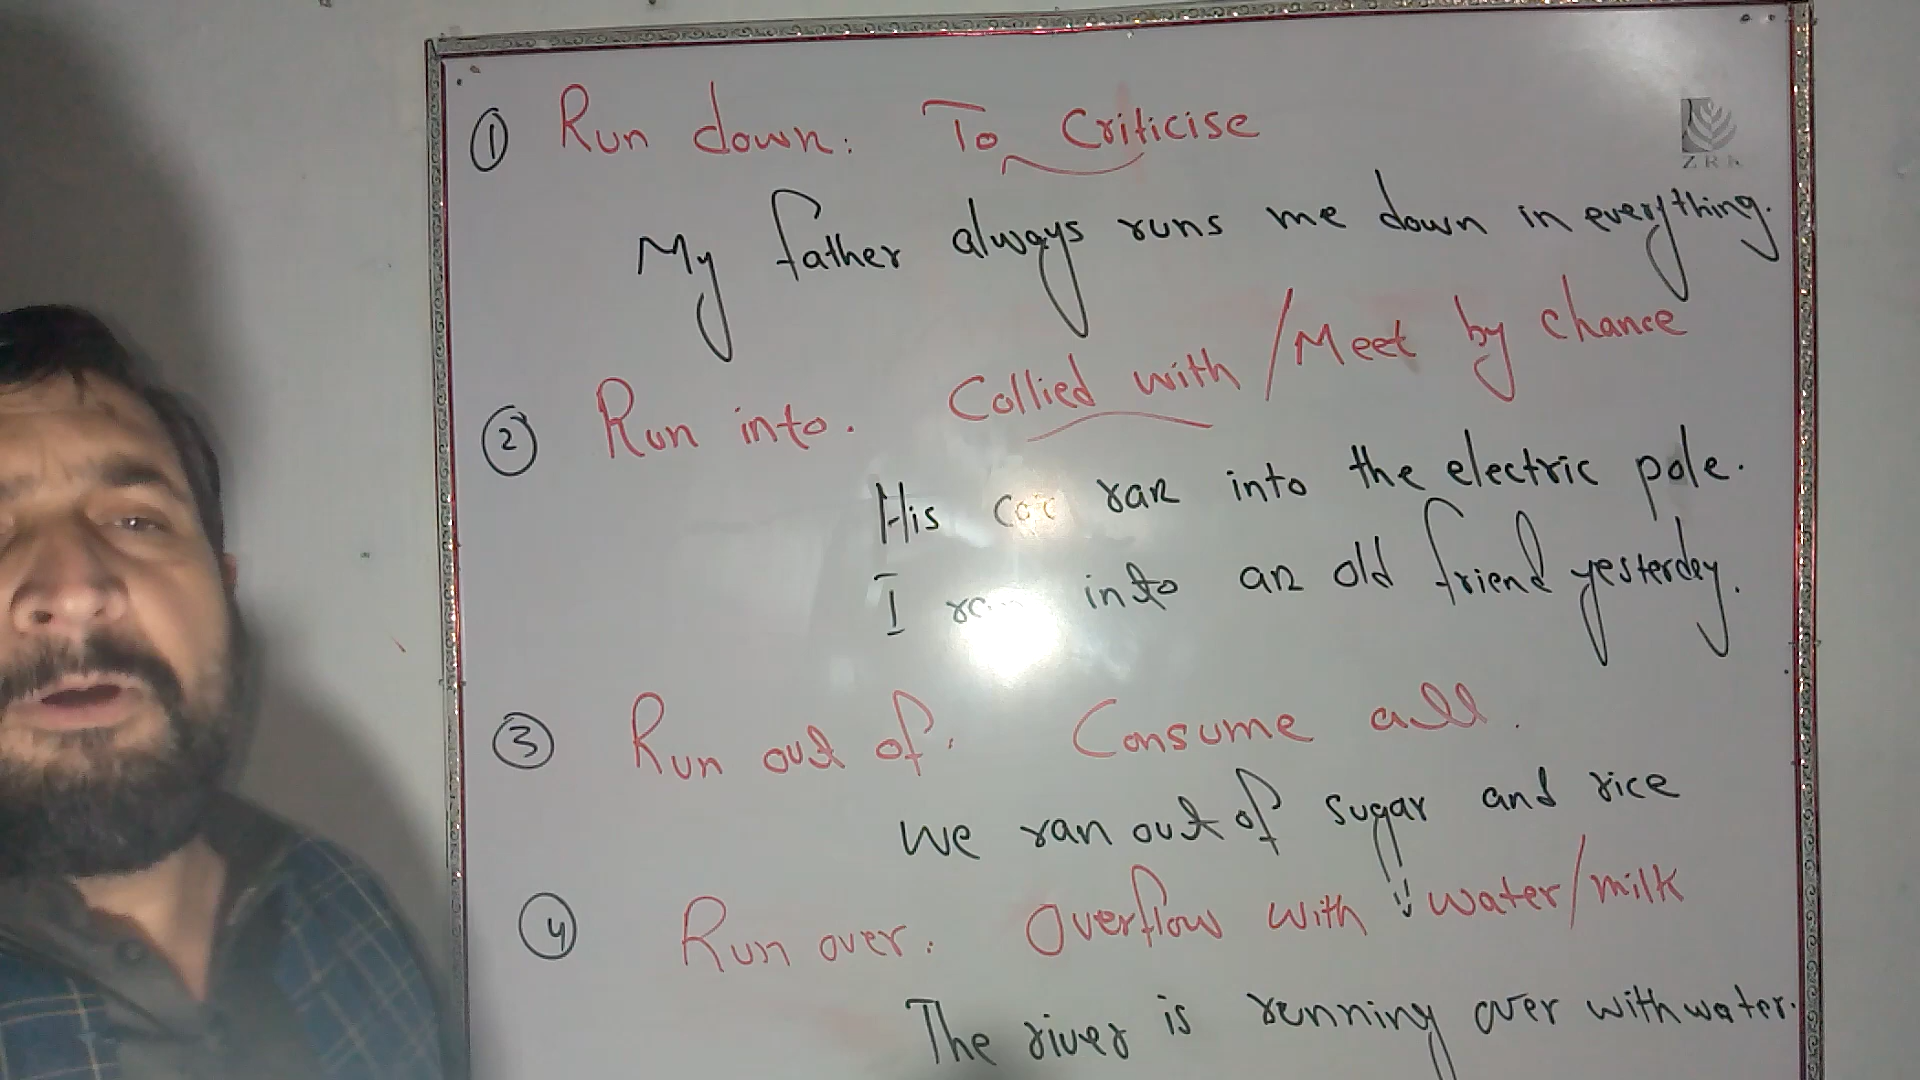 ① Run down: To Criticise
ZRK
My father always runs me down in everything.
② Run into. Collied with/Meet by chance
His car ran into the electric pole.
I ran into an old friend yesterday.
③ Run out of. Consume all.
We ran out of sugar and rice
④ Run over. Overflow with water/milk
The river is running over with water.